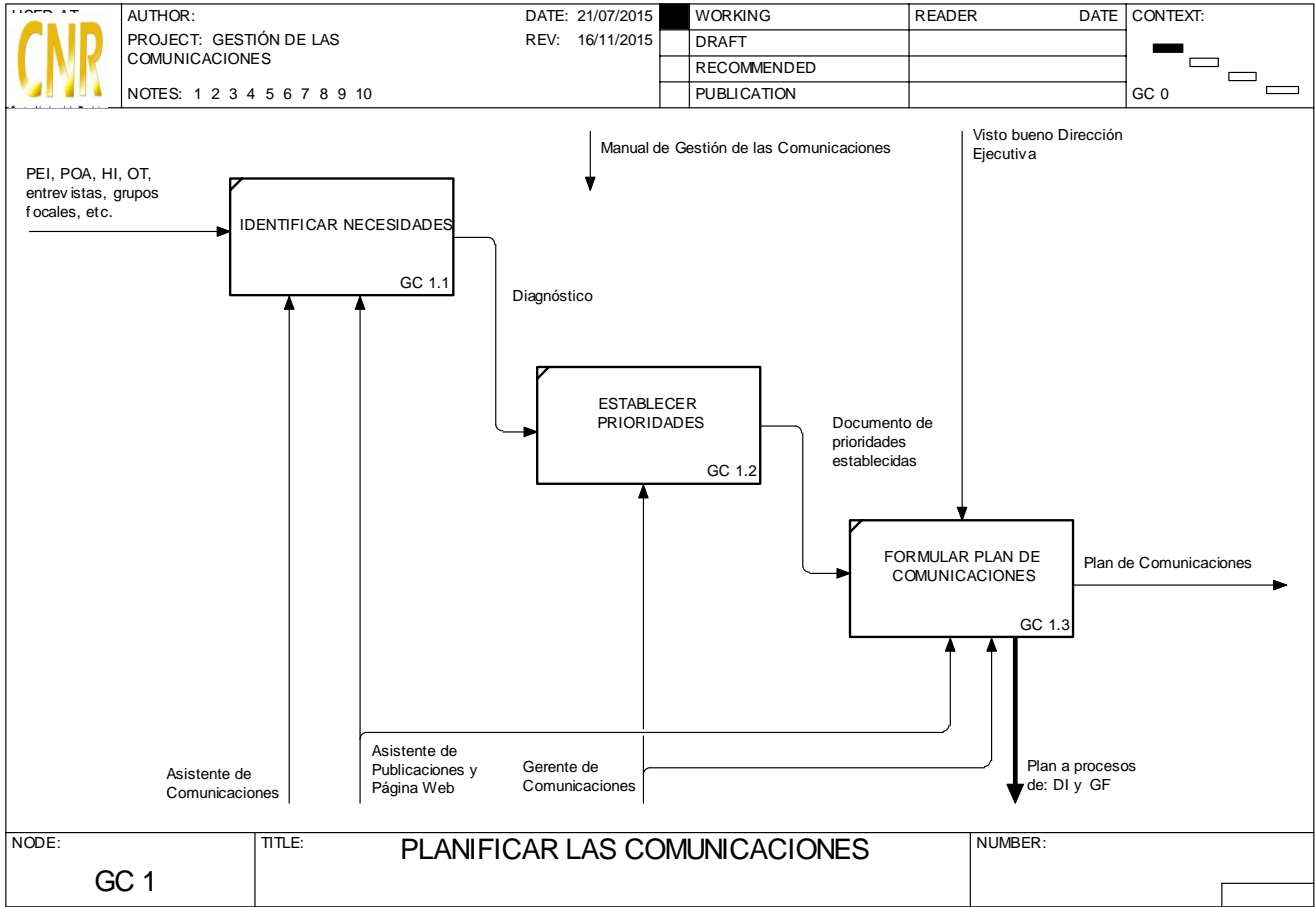 AUTHOR:
DATE: 21/07/2015
PROJECT: GESTIÓN DE LAS
COMUNICACIONES
REV: 16/11/2015
NOTES: 1 2 3 4 5 6 7 8 9 10
WORKING
DRAFT
RECOMMENDED
PUBLICATION
READER DATE
CONTEXT:
GC 0
CNR
PEI, POA, HI, OT,
entrevistas, grupos
focales, etc.
Manual de Gestión de las Comunicaciones
Visto bueno Dirección
Ejecutiva
IDENTIFICAR NECESIDADES
GC 1.1
Diagnóstico
ESTABLECER
PRIORIDADES
GC 1.2
Documento de
prioridades
establecidas
FORMULAR PLAN DE
COMUNICACIONES
GC 1.3
Plan de Comunicaciones
Asistente de
Comunicaciones
Asistente de
Publicaciones y
Página Web
Gerente de
Comunicaciones
Plan a procesos
de: DI y GF
NODE:
GC 1
TITLE:
PLANIFICAR LAS COMUNICACIONES
NUMBER: